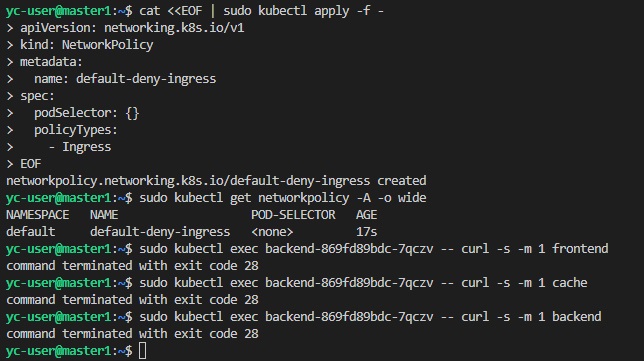 yc-user@master1:~$ cat <<EOF | sudo kubectl apply -f -
> apiVersion: networking.k8s.io/v1
> kind: NetworkPolicy
> metadata:
>   name: default-deny-ingress
> spec:
>   podSelector: {}
>   policyTypes:
>     - Ingress
> EOF
networkpolicy.networking.k8s.io/default-deny-ingress created
yc-user@master1:~$ sudo kubectl get networkpolicy -A -o wide
NAMESPACE   NAME                   POD-SELECTOR   AGE
default     default-deny-ingress   <none>         17s
yc-user@master1:~$ sudo kubectl exec backend-869fd89bdc-7qczv -- curl -s -m 1 frontend
command terminated with exit code 28
yc-user@master1:~$ sudo kubectl exec backend-869fd89bdc-7qczv -- curl -s -m 1 cache
command terminated with exit code 28
yc-user@master1:~$ sudo kubectl exec backend-869fd89bdc-7qczv -- curl -s -m 1 backend
command terminated with exit code 28
yc-user@master1:~$